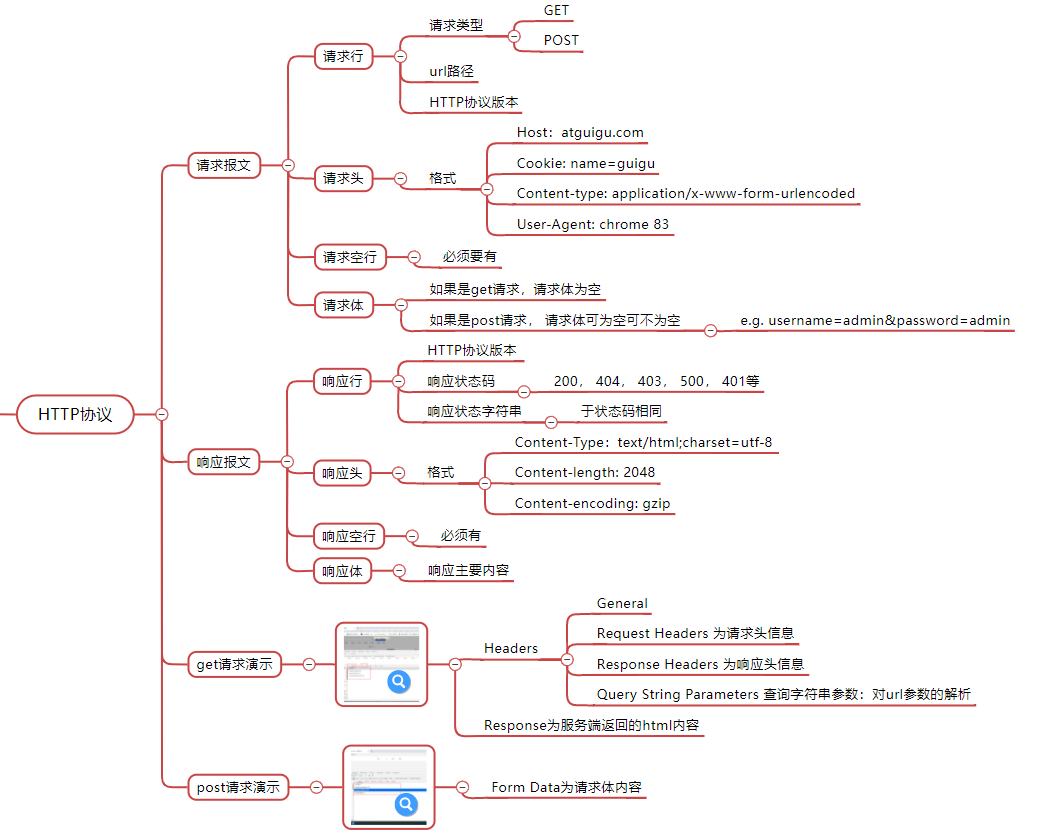 HTTP协议
请求报文
请求行
请求类型
GET
POST
url路径
HTTP协议版本
请求头
格式
Host：atguigu.com
Cookie: name=guigu
Content-type: application/x-www-form-urlencoded
User-Agent: chrome 83
请求空行
必须要有
请求体
如果是get请求，请求体为空
如果是post请求， 请求体可为空可不为空
e.g. username=admin&password=admin
响应报文
响应行
HTTP协议版本
响应状态码
200， 404， 403， 500， 401等
响应状态字符串
于状态码相同
响应头
格式
Content-Type：text/html;charset=utf-8
Content-length: 2048
Content-encoding: gzip
响应空行
必须有
响应体
响应主要内容
get请求演示
Headers
General
Request Headers 为请求头信息
Response Headers 为响应头信息
Query String Parameters 查询字符串参数：对url参数的解析
Response为服务端返回的html内容
post请求演示
Form Data为请求体内容